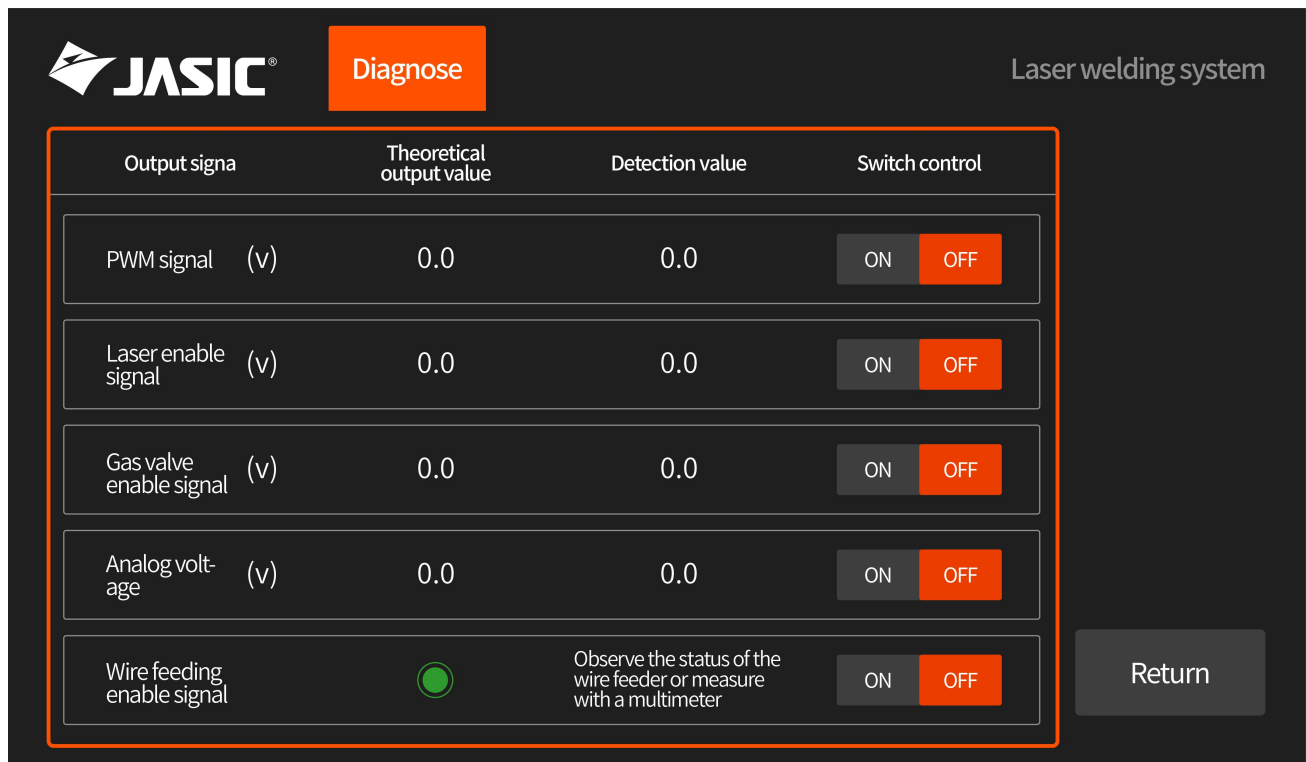 JASIC®
Diagnose
Laser welding system
Output signa
Theoretical
output value
Detection value
Switch control
PWM signal (v) 0.0 0.0 ON OFF
Laser enable
signal
(v) 0.0 0.0 ON OFF
Gas valve
enable signal
(v) 0.0 0.0 ON OFF
Analog volt-
age
(v) 0.0 0.0 ON OFF
Wire feeding
enable signal
Observe the status of the
wire feeder or measure
with a multimeter
ON OFF
Return